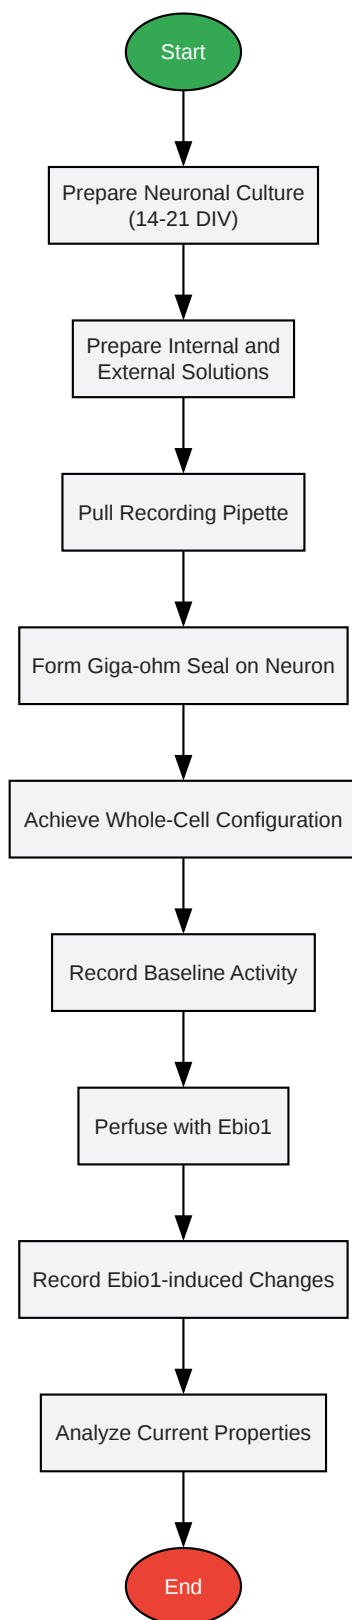 Start
Prepare Neuronal Culture
(14-21 DIV)
Prepare Internal and
External Solutions
Pull Recording Pipette
Form Giga-ohm Seal on Neuron
Achieve Whole-Cell Configuration
Record Baseline Activity
Perfuse with Ebio1
Record Ebio1-induced Changes
Analyze Current Properties
End